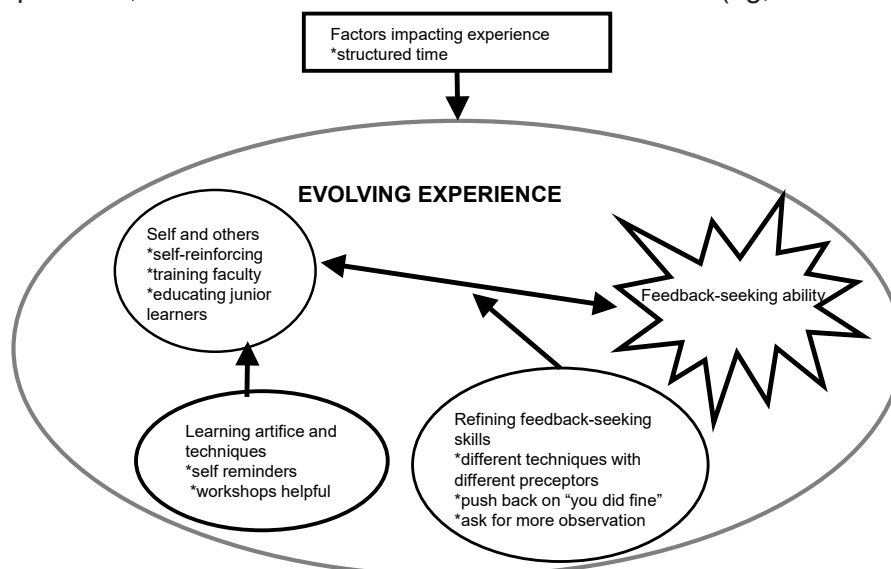 Factors impacting experience
*structured time
EVOLVING EXPERIENCE
Self and others
*self-reinforcing
*training faculty
*educating junior
learners
Feedback-seeking ability
Learning artifice and
techniques
*self reminders
*workshops helpful
Refining feedback-seeking
skills
*different techniques with
different preceptors
*push back on “you did fine”
*ask for more observation